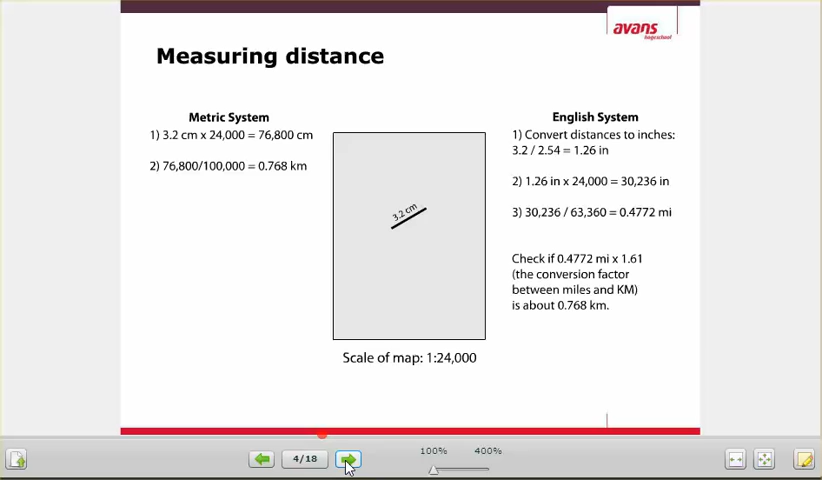 avans
hogeschool
Measuring distance
Metric System
1) 3.2 cm x 24,000 = 76,800 cm
2) 76,800/100,000 = 0.768 km
3.2 cm
Scale of map: 1:24,000
English System
1) Convert distances to inches:
3.2 / 2.54 = 1.26 in
2) 1.26 in x 24,000 = 30,236 in
3) 30,236 / 63,360 = 0.4772 mi
Check if 0.4772 mi x 1.61
(the conversion factor
between miles and KM)
is about 0.768 km.
4/18
100%
400%